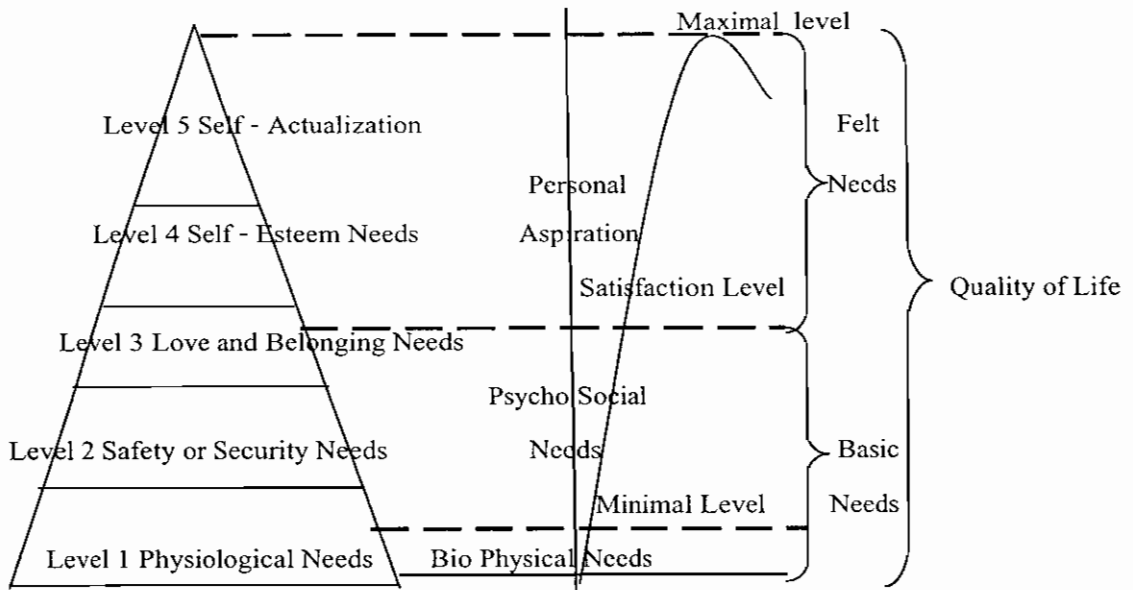 Maximal level
Level 5 Self - Actualization
Felt
Needs
Personal
Aspiration
Level 4 Self - Esteem Needs
Satisfaction Level
Quality of Life
Level 3 Love and Belonging Needs
Psycho Social
Needs
Level 2 Safety or Security Needs
Basic
Needs
Minimal Level
Level 1 Physiological Needs
Bio Physical Needs